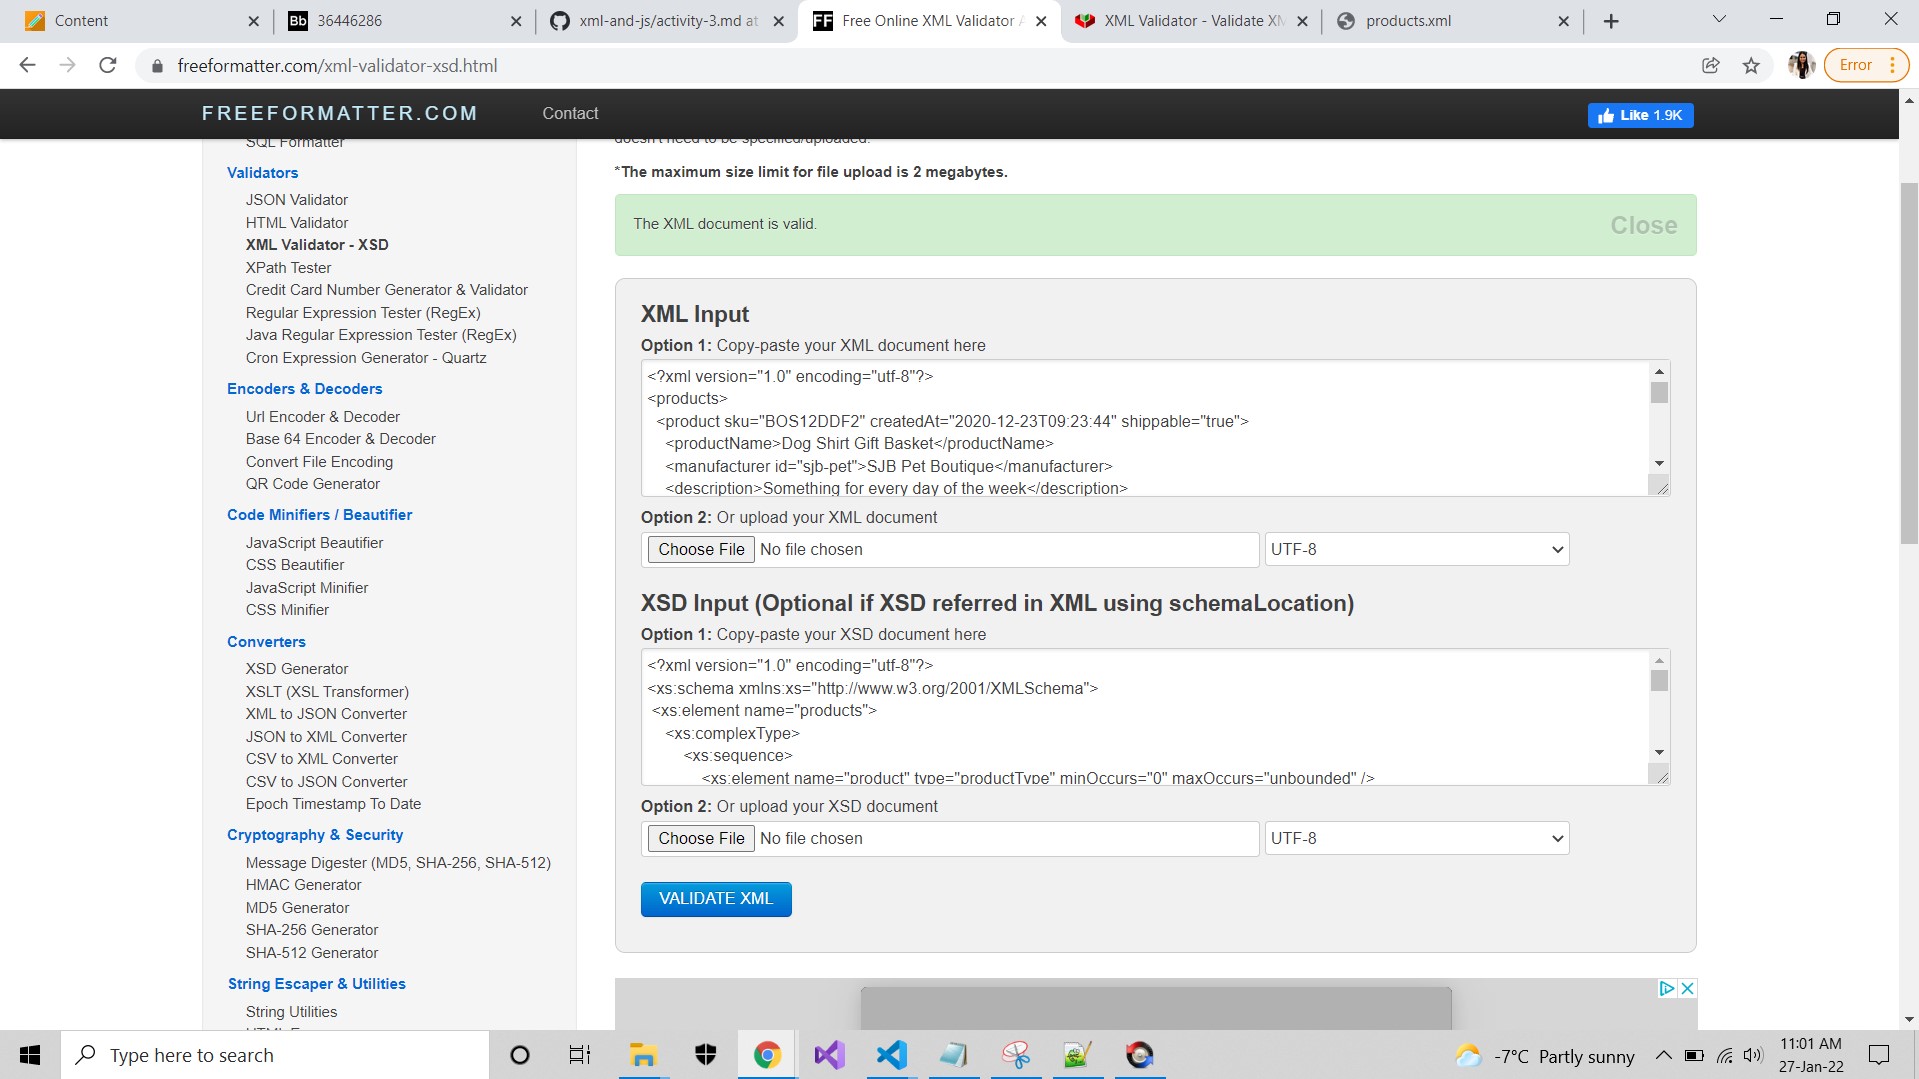 Content
36446286
xml-and-js/activity-3.md at
Free Online XML Validator A
XML Validator - Validate XM
products.xml
freeformatter.com/xml-validator-xsd.html
Error
FREEFORMATTER.COM
Contact
Like 1.9K
SQL Formatter
Validators
JSON Validator
HTML Validator
XML Validator - XSD
XPath Tester
Credit Card Number Generator & Validator
Regular Expression Tester (RegEx)
Java Regular Expression Tester (RegEx)
Cron Expression Generator - Quartz
Encoders & Decoders
Url Encoder & Decoder
Base 64 Encoder & Decoder
Convert File Encoding
QR Code Generator
Code Minifiers / Beautifier
JavaScript Beautifier
CSS Beautifier
JavaScript Minifier
CSS Minifier
Converters
XSD Generator
XSLT (XSL Transformer)
XML to JSON Converter
JSON to XML Converter
CSV to XML Converter
CSV to JSON Converter
Epoch Timestamp To Date
Cryptography & Security
Message Digester (MD5, SHA-256, SHA-512)
HMAC Generator
MD5 Generator
SHA-256 Generator
SHA-512 Generator
String Escaper & Utilities
String Utilities
doesn't need to be specified/uploaded.
*The maximum size limit for file upload is 2 megabytes.
The XML document is valid.
Close
XML Input
Option 1: Copy-paste your XML document here
<?xml version="1.0" encoding="utf-8"?>
<products>
<product sku="BOS12DDF2" createdAt="2020-12-23T09:23:44" shippable="true">
<productName>Dog Shirt Gift Basket</productName>
<manufacturer id="sjb-pet">SJB Pet Boutique</manufacturer>
<description>Something for every day of the week</description>
Option 2: Or upload your XML document
Choose File No file chosen
UTF-8
XSD Input (Optional if XSD referred in XML using schemaLocation)
Option 1: Copy-paste your XSD document here
<?xml version="1.0" encoding="utf-8"?>
<xs:schema xmlns:xs="http://www.w3.org/2001/XMLSchema">
<xs:element name="products">
<xs:complexType>
<xs:sequence>
<xs:element name="product" type="productType" minOccurs="0" maxOccurs="unbounded" />
Option 2: Or upload your XSD document
Choose File No file chosen
UTF-8
VALIDATE XML
Type here to search
-7°C Partly sunny
11:01 AM
27-Jan-22